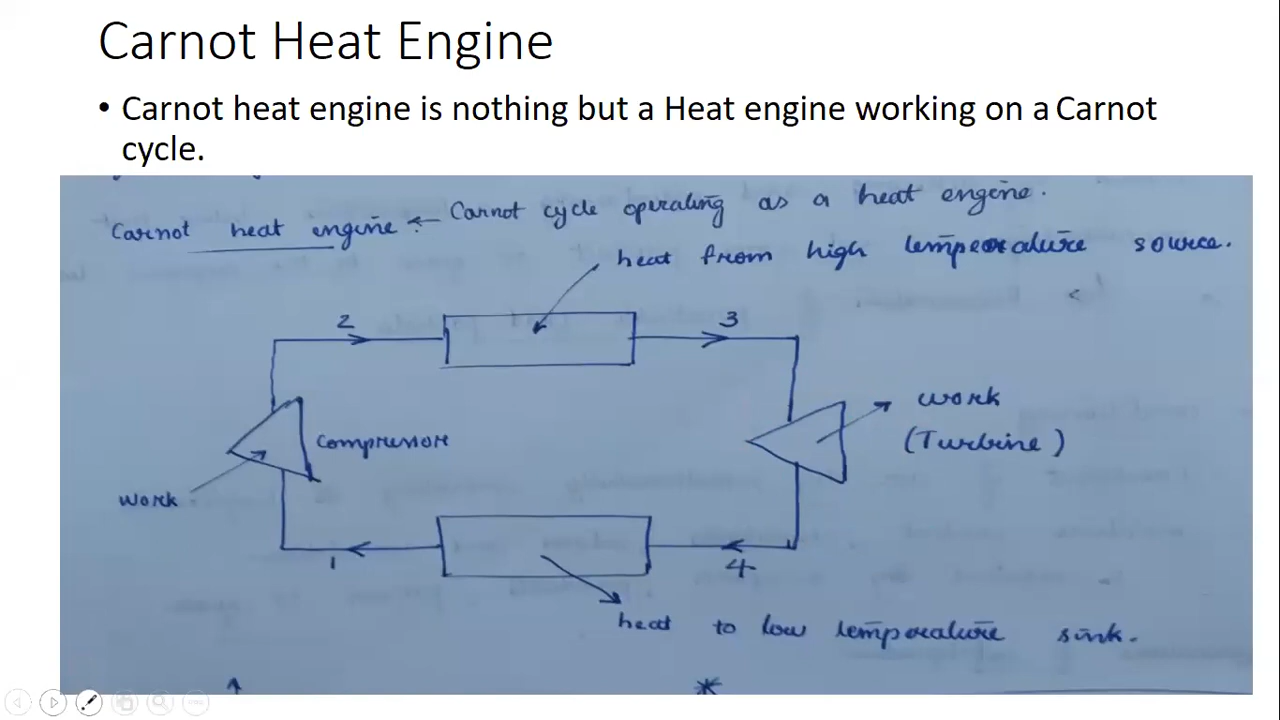 Carnot Heat Engine
• Carnot heat engine is nothing but a Heat engine working on a Carnot
cycle.
Carnot heat engine ← Carnot cycle operating as a heat engine.
heat from high temperature source.
2
3
work
compressor
(Turbine)
work
1
4
heat to low temperature sink.